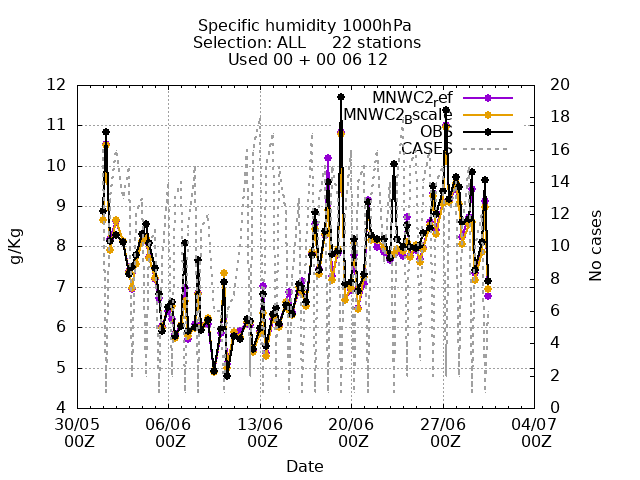 Specific humidity 1000hPa
Selection: ALL 22 stations
Used 00 + 00 06 12
g/Kg
No cases
12
11
10
9
8
7
6
5
4
20
18
16
14
12
10
8
6
4
2
0
MNWC2_ref
MNWC2_Bscale
OBS
CASES
30/05 06/06 13/06 20/06 27/06 04/07
00Z 00Z 00Z 00Z 00Z 00Z
Date